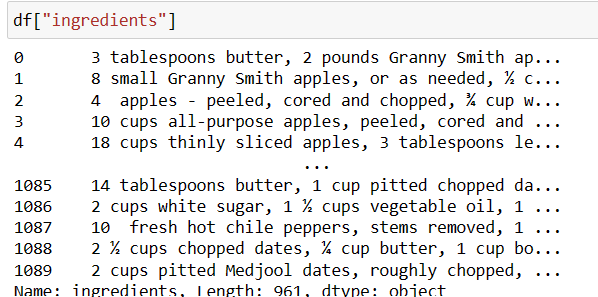 df["ingredients"]
0 3 tablespoons butter, 2 pounds Granny Smith ap...
1 8 small Granny Smith apples, or as needed, ½ c...
2 4  apples - peeled, cored and chopped, ¾ cup w...
3 10 cups all-purpose apples, peeled, cored and ...
4 18 cups thinly sliced apples, 3 tablespoons le...
...
1085 14 tablespoons butter, 1 cup pitted chopped da...
1086 2 cups white sugar, 1 ½ cups vegetable oil, 1 ...
1087 10  fresh hot chile peppers, stems removed, 1 ...
1088 2 ½ cups chopped dates, ¼ cup butter, 1 cup bo...
1089 2 cups pitted Medjool dates, roughly chopped, ...
Name: ingredients, Length: 961, dtype: object